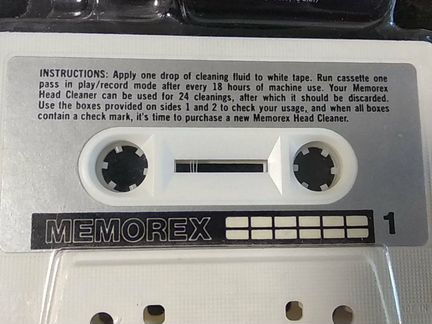 INSTRUCTIONS: Apply one drop of cleaning fluid to white tape. Run cassette one
pass in play/record mode after every 18 hours of machine use. Your Memorex
Head Cleaner can be used for 24 cleanings, after which it should be discarded.
Use the boxes provided on sides 1 and 2 to check your usage, and when all boxes
contain a check mark, it's time to purchase a new Memorex Head Cleaner.
MEMOREX 1